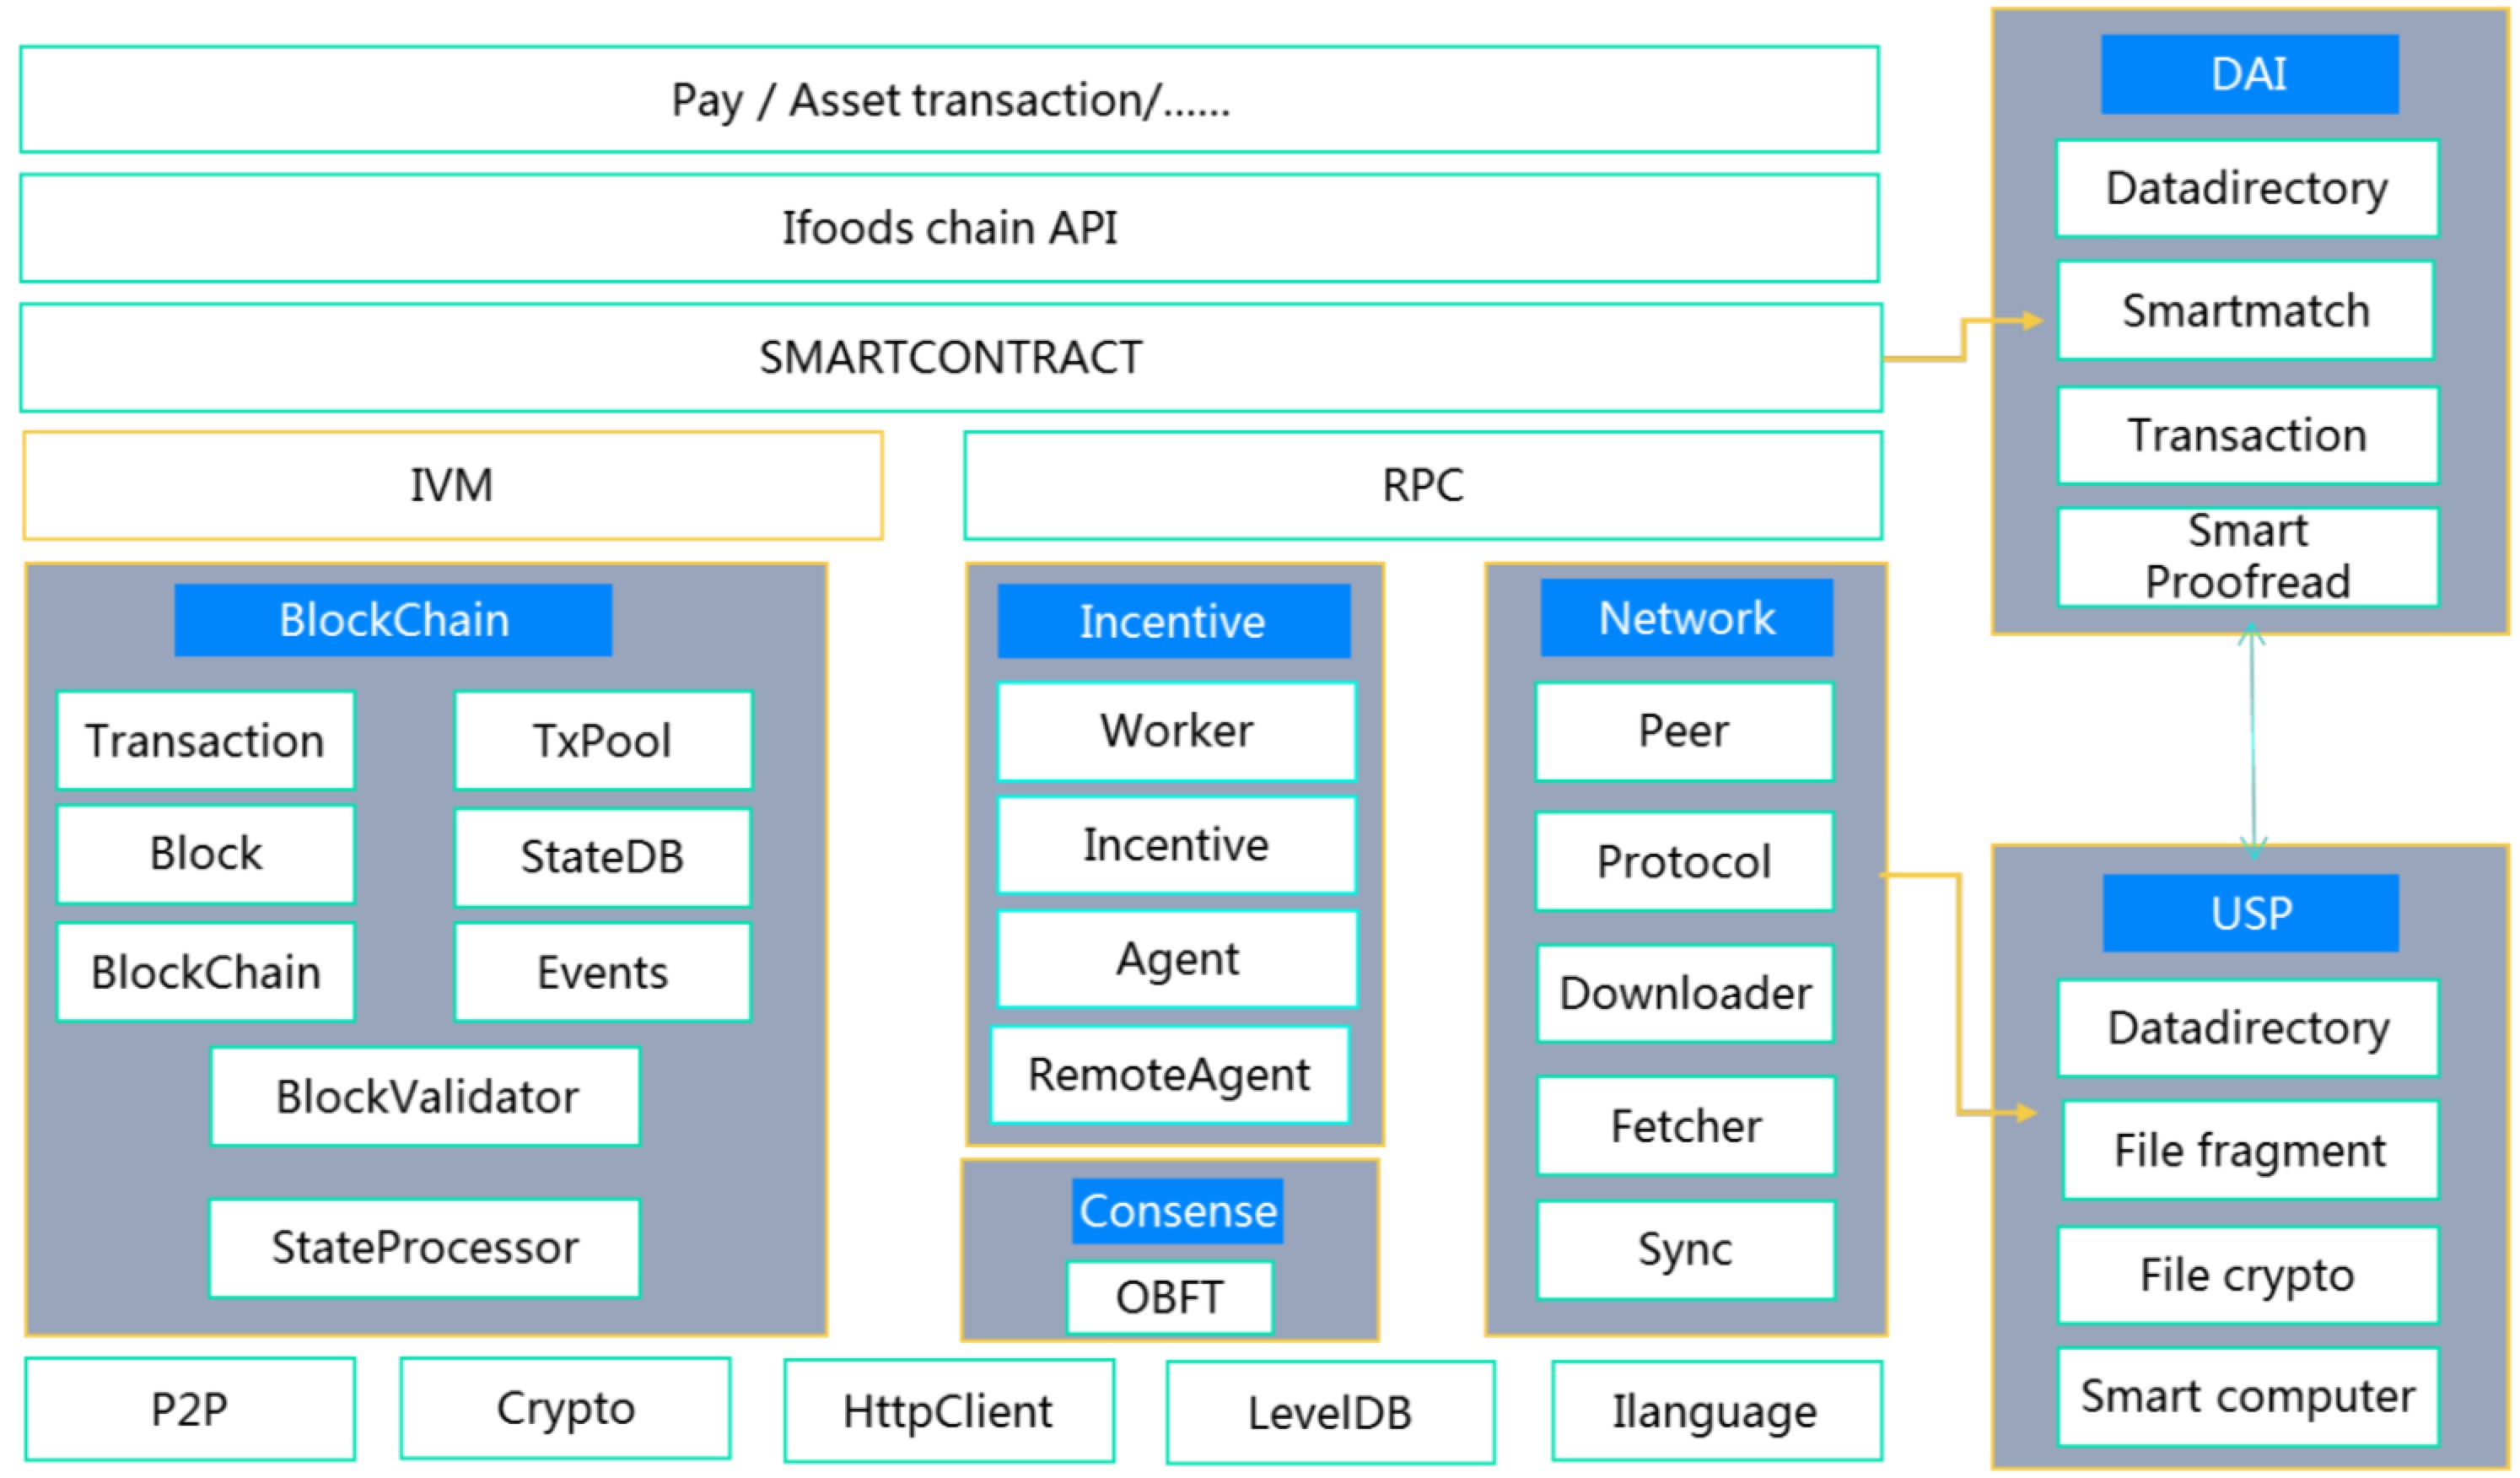 Pay / Asset transaction/......
Ifoods chain API
SMARTCONTRACT
IVM
RPC
BlockChain
Transaction
TxPool
Block
StateDB
BlockChain
Events
BlockValidator
StateProcessor
Incentive
Worker
Incentive
Agent
RemoteAgent
Consense
OBFT
Network
Peer
Protocol
Downloader
Fetcher
Sync
P2P
Crypto
HttpClient
LevelDB
Ilanguage
DAI
Datadirectory
Smartmatch
Transaction
Smart
Proofread
USP
Datadirectory
File fragment
File crypto
Smart computer